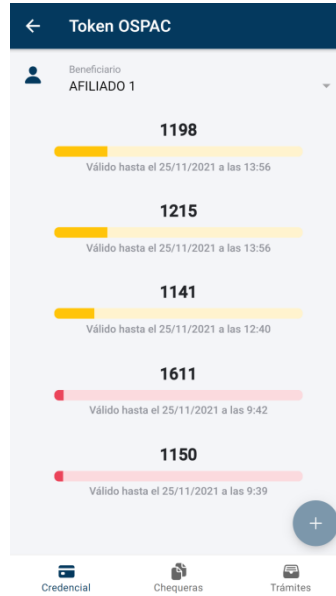 Token OSPAC
Beneficiario
AFILIADO 1
1198
Válido hasta el 25/11/2021 a las 13:56
1215
Válido hasta el 25/11/2021 a las 13:56
1141
Válido hasta el 25/11/2021 a las 12:40
1611
Válido hasta el 25/11/2021 a las 9:42
1150
Válido hasta el 25/11/2021 a las 9:39
+
Credencial Chequeras Trámites